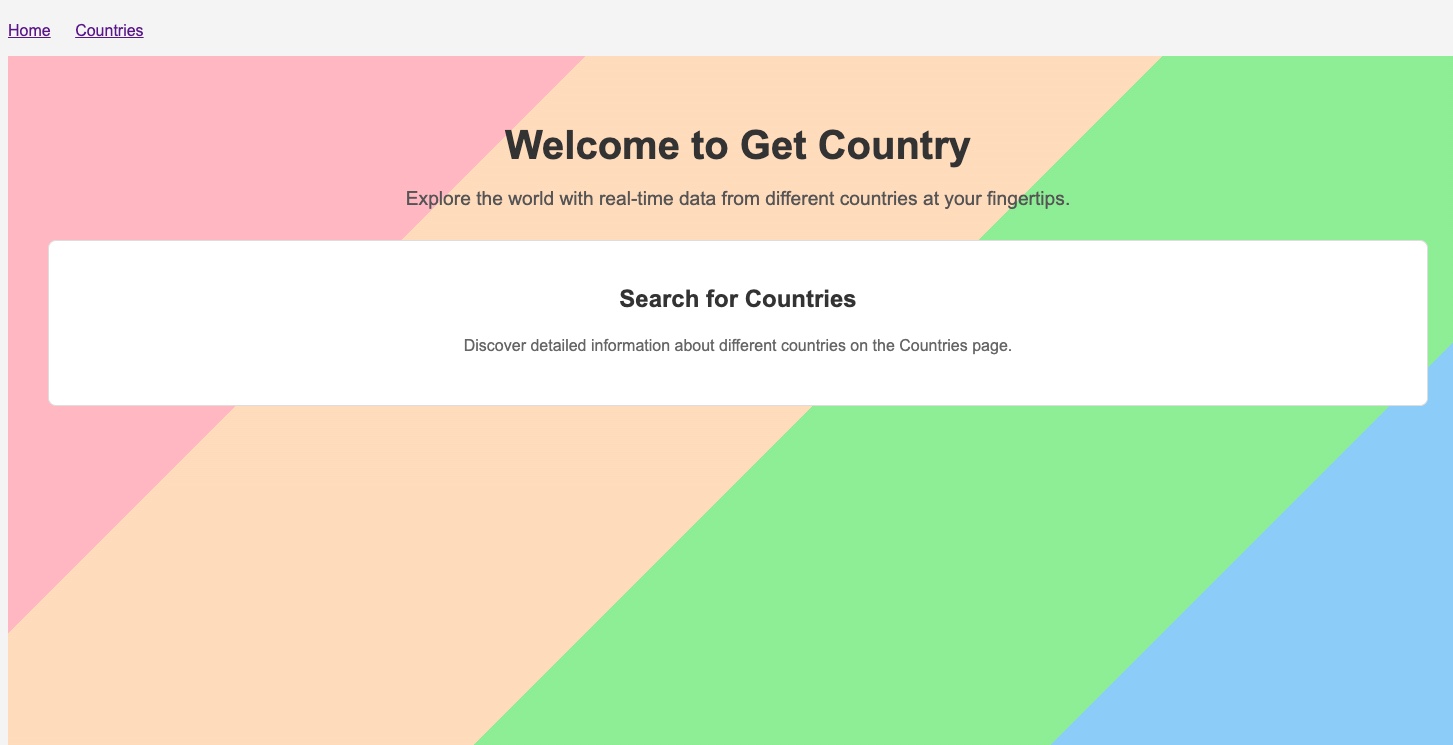 Home Countries
Welcome to Get Country
Explore the world with real-time data from different countries at your fingertips.
Search for Countries
Discover detailed information about different countries on the Countries page.